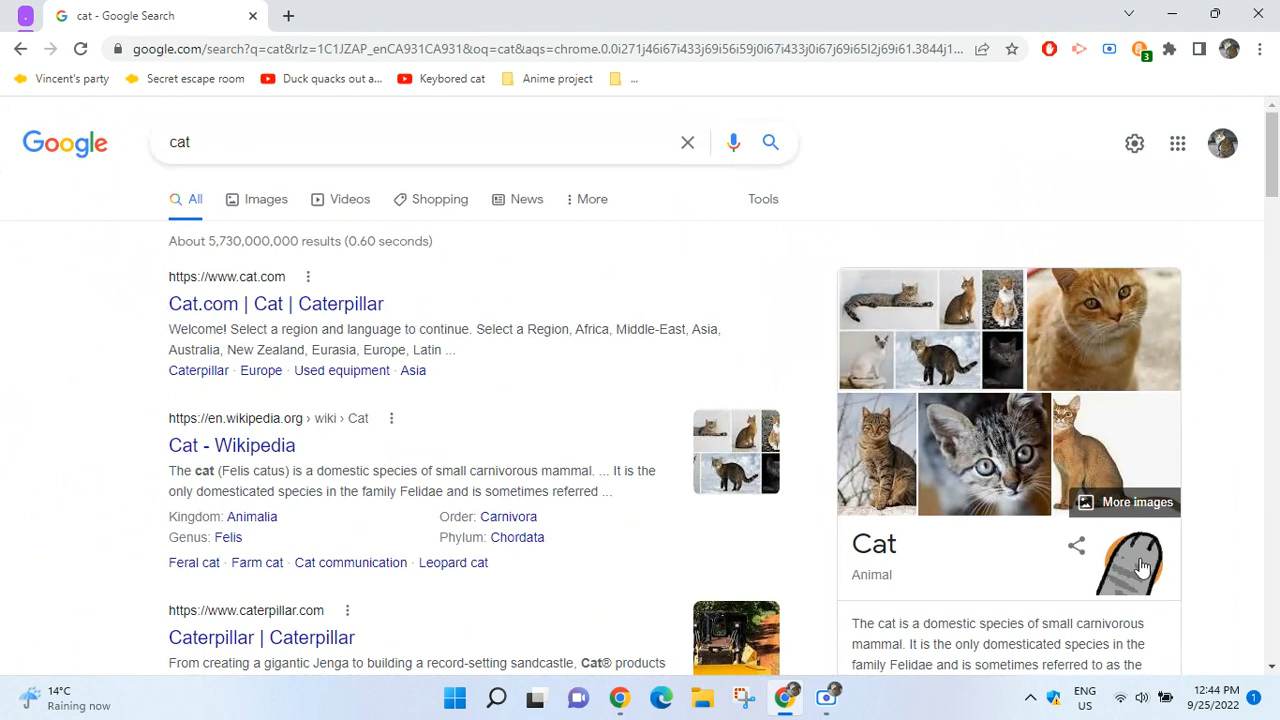 cat - Google Search
google.com/search?q=cat&rlz=1C1JZAP_enCA931CA931&oq=cat&aqs=chrome.0.0i271j46i67i433j69i56i59j0i67i433j0i67j69i65l2j69i61.3844j1...
3
Vincent's party
Secret escape room
Duck quacks out a...
Keybored cat
Anime project
...
Google
cat
All
Images
Videos
Shopping
News
More
Tools
About 5,730,000,000 results (0.60 seconds)
https://www.cat.com
Cat.com | Cat | Caterpillar
Welcome! Select a region and language to continue. Select a Region, Africa, Middle-East, Asia,
Australia, New Zealand, Eurasia, Europe, Latin ...
Caterpillar · Europe · Used equipment · Asia
https://en.wikipedia.org › wiki › Cat
Cat - Wikipedia
The cat (Felis catus) is a domestic species of small carnivorous mammal. ... It is the
only domesticated species in the family Felidae and is sometimes referred ...
Kingdom: Animalia
Order: Carnivora
Genus: Felis
Phylum: Chordata
Feral cat · Farm cat · Cat communication · Leopard cat
https://www.caterpillar.com
Caterpillar | Caterpillar
From creating a gigantic Jenga to building a record-setting sandcastle, Cat® products
More images
Cat
Animal
The cat is a domestic species of small carnivorous
mammal. It is the only domesticated species in the
family Felidae and is sometimes referred to as the
14°C
Raining now
ENG
US
12:44 PM
9/25/2022
1